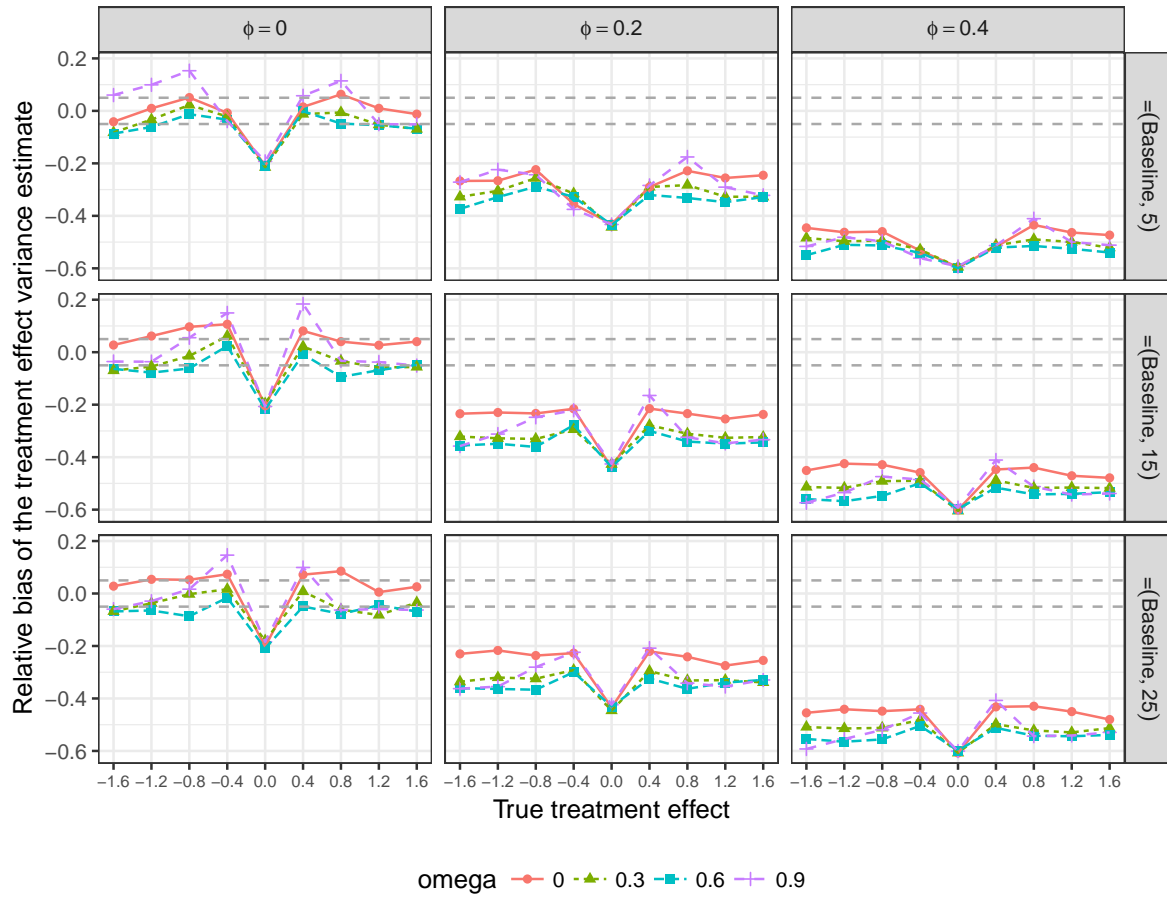 ϕ = 0
ϕ = 0.2
ϕ = 0.4
Relative bias of the treatment effect variance estimate
0.2
0.0
−0.2
−0.4
−0.6
=(Baseline, 5)
0.2
0.0
−0.2
−0.4
−0.6
=(Baseline, 15)
0.2
0.0
−0.2
−0.4
−0.6
=(Baseline, 25)
−1.6 −1.2 −0.8 −0.4 0.0 0.4 0.8 1.2 1.6
−1.6 −1.2 −0.8 −0.4 0.0 0.4 0.8 1.2 1.6
−1.6 −1.2 −0.8 −0.4 0.0 0.4 0.8 1.2 1.6
True treatment effect
omega 0 0.3 0.6 0.9